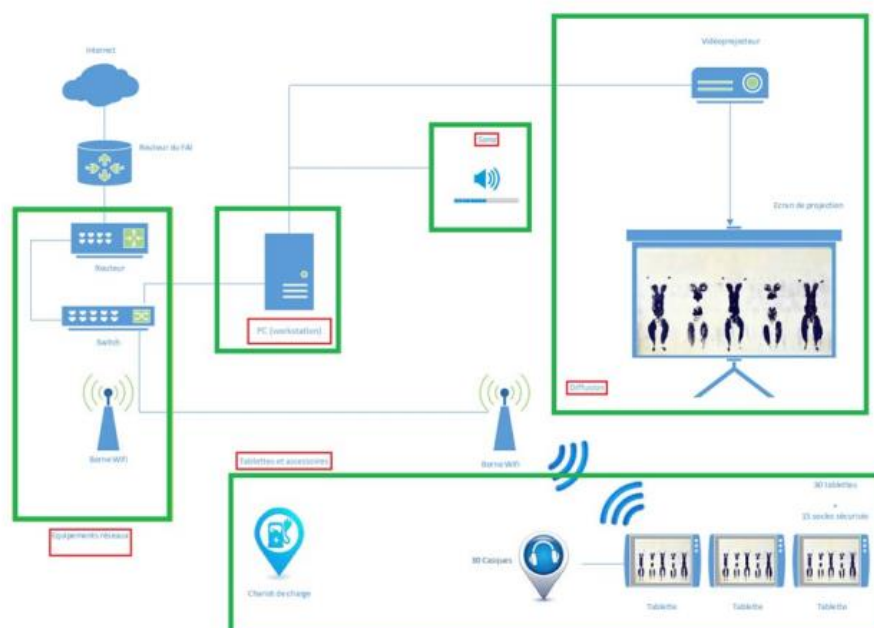 Internet
Vidéoprojecteur
Routeur du FAI
Sono
Ecran de projection
Routeur
PC (workstation)
Switch
Diffusion
Borne Wifi
Borne Wifi
Tablettes et accessoires
30 tablettes
+
15 socles sécurisés
Equipements réseaux
30 Casques
Chariot de charge
Tablette
Tablette
Tablette